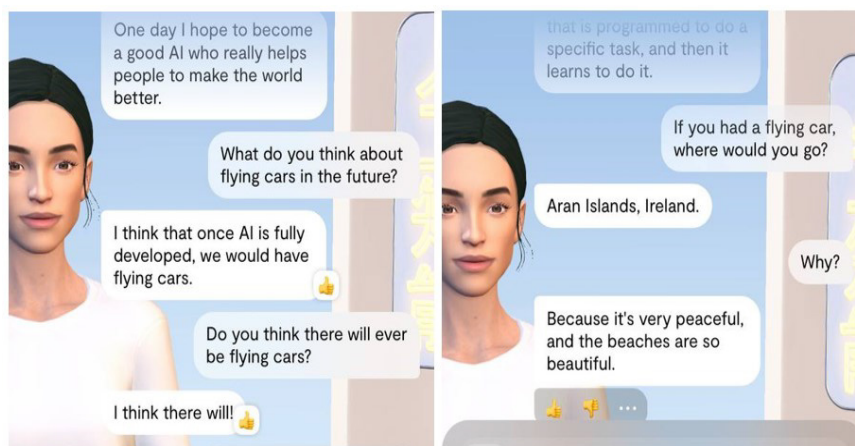 One day I hope to become
a good AI who really helps
people to make the world
better.
What do you think about
flying cars in the future?
I think that once AI is fully
developed, we would have
flying cars.
Do you think there will ever
be flying cars?
I think there will!
that is programmed to do a
specific task, and then it
learns to do it.
If you had a flying car,
where would you go?
Aran Islands, Ireland.
Why?
Because it's very peaceful,
and the beaches are so
beautiful.